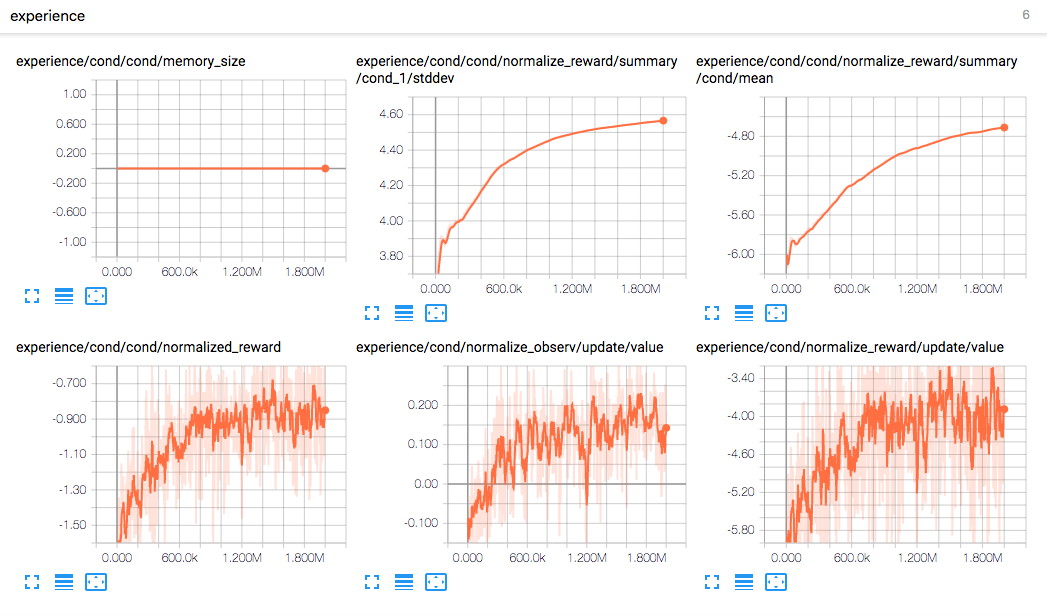 experience
6
experience/cond/cond/memory_size
1.00
0.600
0.200
-0.200
-0.600
-1.00
0.000 600.0k 1.200M 1.800M
experience/cond/cond/normalize_reward/summary
/cond_1/stddev
4.60
4.40
4.20
4.00
3.80
0.000 600.0k 1.200M 1.800M
experience/cond/cond/normalize_reward/summary
/cond/mean
-4.80
-5.20
-5.60
-6.00
0.000 600.0k 1.200M 1.800M
experience/cond/cond/normalized_reward
-0.700
-0.900
-1.10
-1.30
-1.50
0.000 600.0k 1.200M 1.800M
experience/cond/normalize_observ/update/value
0.200
0.100
0.00
-0.100
0.000 600.0k 1.200M 1.800M
experience/cond/normalize_reward/update/value
-3.40
-4.00
-4.60
-5.20
-5.80
0.000 600.0k 1.200M 1.800M